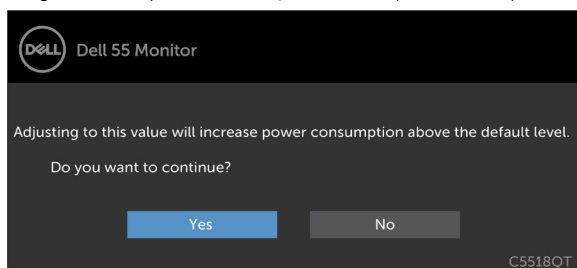 DELL
Dell 55 Monitor
Adjusting to this value will increase power consumption above the default level.
Do you want to continue?
Yes No
C5518QT